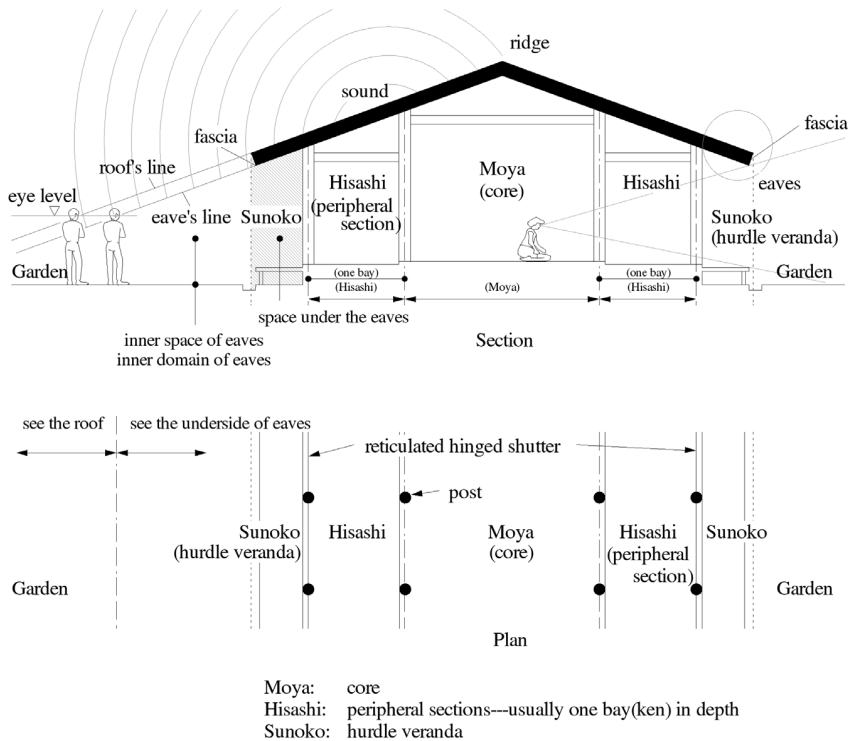 ridge
sound
fascia
fascia
roof's line
Moya
(core)
Hisashi
(peripheral
section)
Hisashi
eaves
eye level
eave's line
Sunoko
Sunoko
(hurdle veranda)
Garden
Garden
(one bay)
(Hisashi)
(Moya)
(one bay)
(Hisashi)
space under the eaves
inner space of eaves
inner domain of eaves
Section
see the roof
see the underside of eaves
reticulated hinged shutter
post
Sunoko
(hurdle veranda)
Hisashi
Moya
(core)
Hisashi
(peripheral
section)
Sunoko
Garden
Garden
Plan
Moya: core
Hisashi: peripheral sections---usually one bay(ken) in depth
Sunoko: hurdle veranda